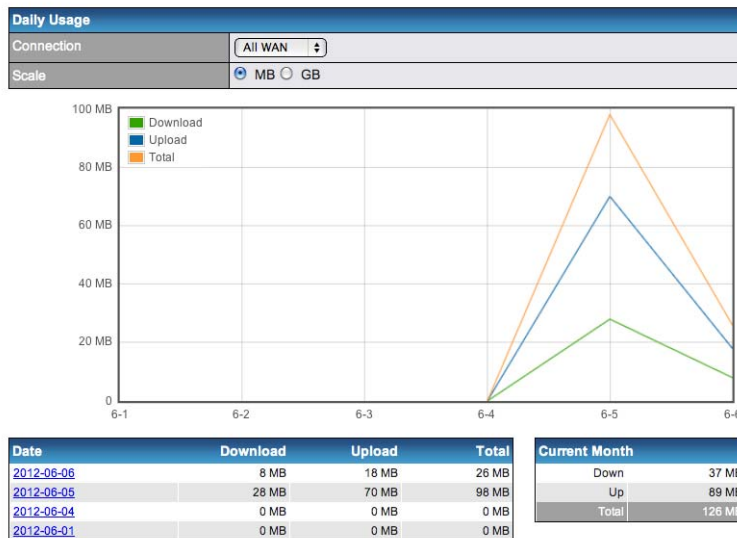 Daily Usage
Connection All WAN
Scale MB GB
100 MB
Download
Upload
Total
80 MB
60 MB
40 MB
20 MB
0
6-1 6-2 6-3 6-4 6-5 6-6
Date Download Upload Total
2012-06-06 8 MB 18 MB 26 MB
2012-06-05 28 MB 70 MB 98 MB
2012-06-04 0 MB 0 MB 0 MB
2012-06-01 0 MB 0 MB 0 MB
Current Month
Down 37 MB
Up 89 MB
Total 126 MB